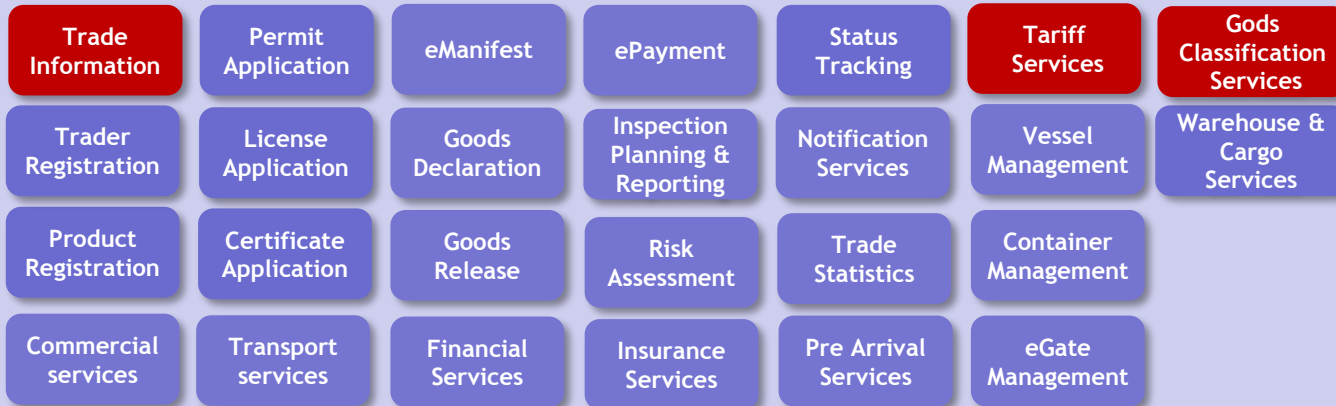 Trade
Information
Permit
Application
eManifest
ePayment
Status
Tracking
Tariff
Services
Gods
Classification
Services
Trader
Registration
License
Application
Goods
Declaration
Inspection
Planning &
Reporting
Notification
Services
Vessel
Management
Warehouse &
Cargo
Services
Product
Registration
Certificate
Application
Goods
Release
Risk
Assessment
Trade
Statistics
Container
Management
Commercial
services
Transport
services
Financial
Services
Insurance
Services
Pre Arrival
Services
eGate
Management